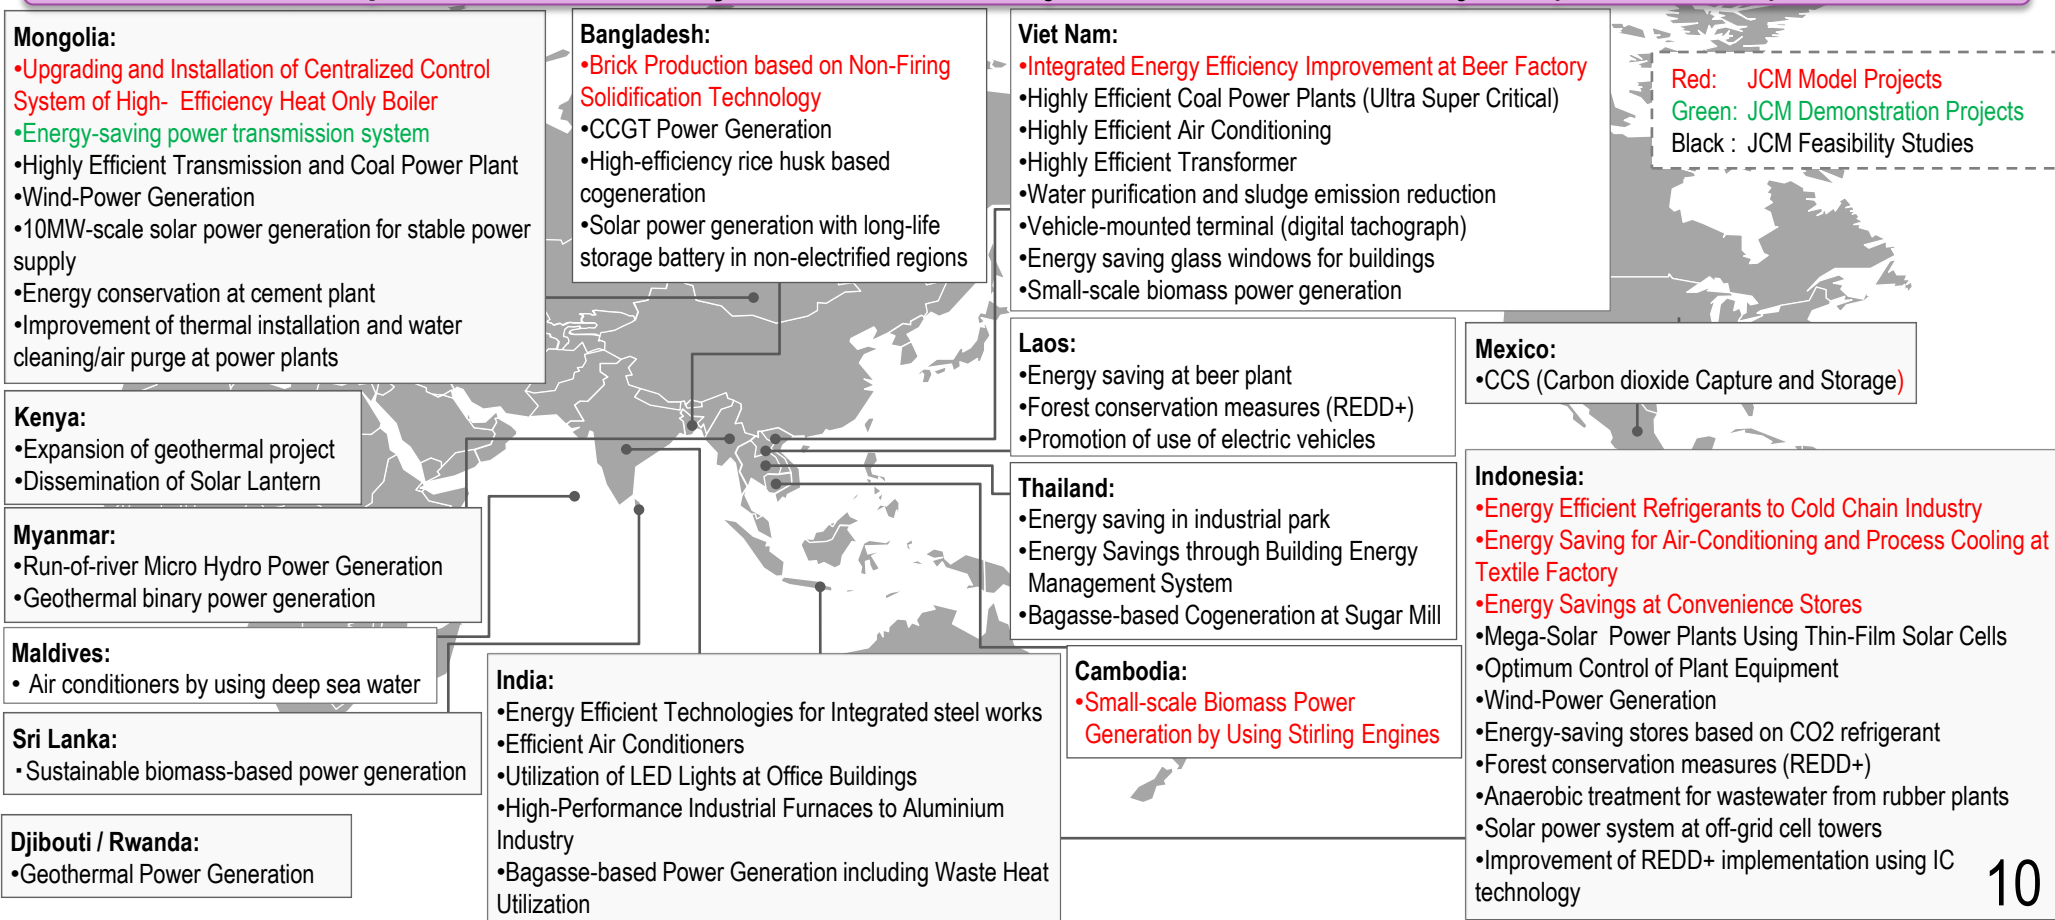 Mongolia:
•Upgrading and Installation of Centralized Control
System of High- Efficiency Heat Only Boiler
•Energy-saving power transmission system
•Highly Efficient Transmission and Coal Power Plant
•Wind-Power Generation
•10MW-scale solar power generation for stable power
supply
•Energy conservation at cement plant
•Improvement of thermal installation and water
cleaning/air purge at power plants
Bangladesh:
•Brick Production based on Non-Firing
Solidification Technology
•CCGT Power Generation
•High-efficiency rice husk based
cogeneration
•Solar power generation with long-life
storage battery in non-electrified regions
Viet Nam:
•Integrated Energy Efficiency Improvement at Beer Factory
•Highly Efficient Coal Power Plants (Ultra Super Critical)
•Highly Efficient Air Conditioning
•Highly Efficient Transformer
•Water purification and sludge emission reduction
•Vehicle-mounted terminal (digital tachograph)
•Energy saving glass windows for buildings
•Small-scale biomass power generation
Red: JCM Model Projects
Green: JCM Demonstration Projects
Black : JCM Feasibility Studies
Laos:
•Energy saving at beer plant
•Forest conservation measures (REDD+)
•Promotion of use of electric vehicles
Mexico:
•CCS (Carbon dioxide Capture and Storage)
Kenya:
•Expansion of geothermal project
•Dissemination of Solar Lantern
Myanmar:
•Run-of-river Micro Hydro Power Generation
•Geothermal binary power generation
Thailand:
•Energy saving in industrial park
•Energy Savings through Building Energy
Management System
•Bagasse-based Cogeneration at Sugar Mill
Indonesia:
•Energy Efficient Refrigerants to Cold Chain Industry
•Energy Saving for Air-Conditioning and Process Cooling at
Textile Factory
•Energy Savings at Convenience Stores
•Mega-Solar Power Plants Using Thin-Film Solar Cells
•Optimum Control of Plant Equipment
•Wind-Power Generation
•Energy-saving stores based on CO2 refrigerant
•Forest conservation measures (REDD+)
•Anaerobic treatment for wastewater from rubber plants
•Solar power system at off-grid cell towers
•Improvement of REDD+ implementation using IC
technology
Maldives:
• Air conditioners by using deep sea water
Sri Lanka:
・Sustainable biomass-based power generation
Djibouti / Rwanda:
•Geothermal Power Generation
India:
•Energy Efficient Technologies for Integrated steel works
•Efficient Air Conditioners
•Utilization of LED Lights at Office Buildings
•High-Performance Industrial Furnaces to Aluminium
Industry
•Bagasse-based Power Generation including Waste Heat
Utilization
Cambodia:
•Small-scale Biomass Power
Generation by Using Stirling Engines
10